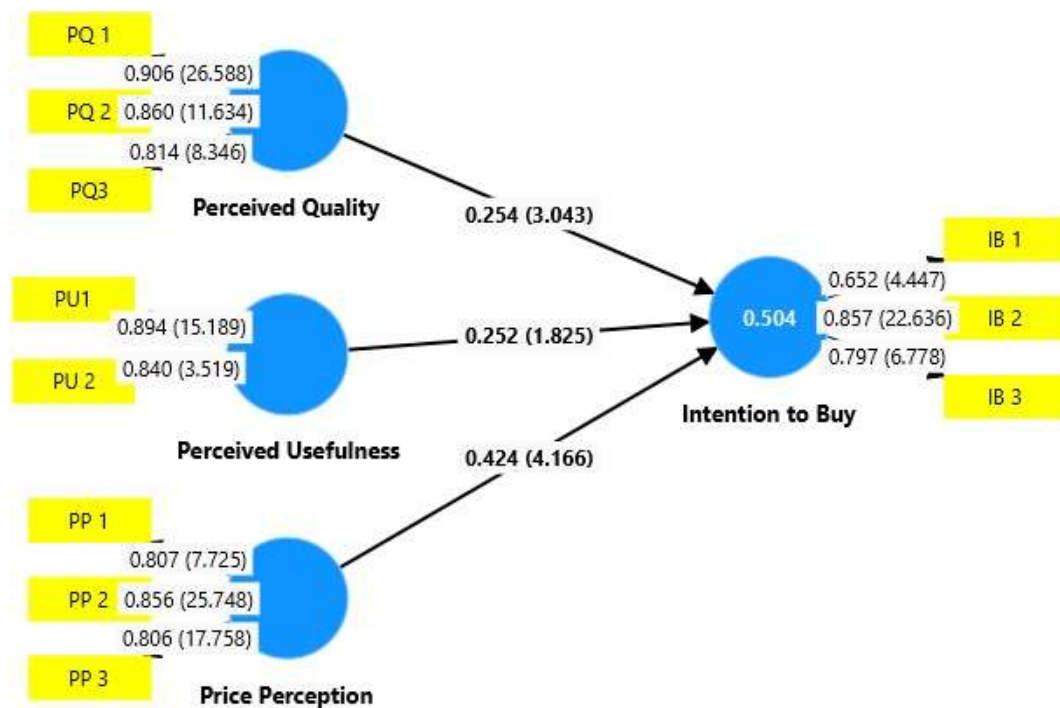 PQ 1
0.906 (26.588)
PQ 2
0.860 (11.634)
0.814 (8.346)
PQ3
Perceived Quality
0.254 (3.043)
PU1
0.894 (15.189)
0.840 (3.519)
PU 2
Perceived Usefulness
0.252 (1.825)
PP 1
0.807 (7.725)
PP 2
0.856 (25.748)
0.806 (17.758)
PP 3
Price Perception
0.424 (4.166)
0.504
Intention to Buy
IB 1
0.652 (4.447)
0.857 (22.636)
IB 2
0.797 (6.778)
IB 3